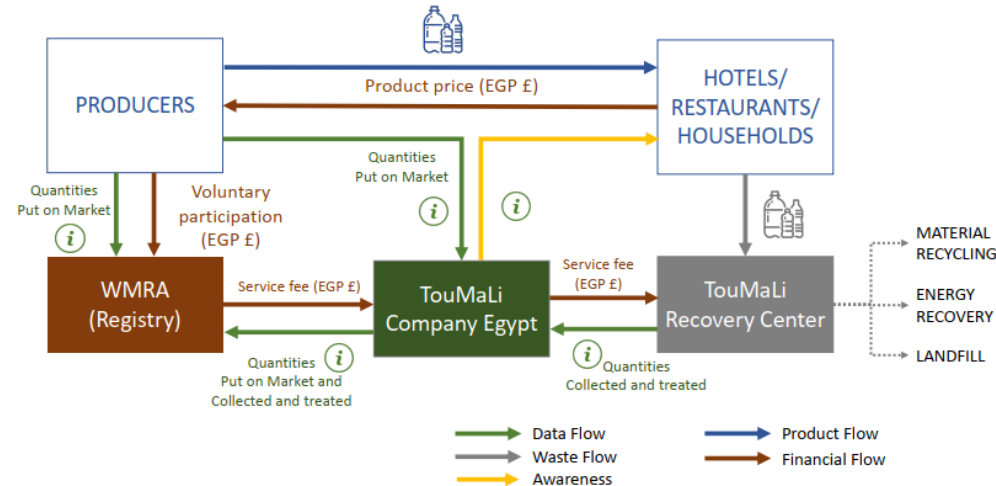 PRODUCERS
Product price (EGP £)
HOTELS/
RESTAURANTS/
HOUSEHOLDS
Quantities
Put on Market
i
Voluntary
participation
(EGP £)
Quantities
Put on Market
i
i
WMRA
(Registry)
Service fee (EGP £)
TouMaLi
Company Egypt
Service fee
(EGP £)
TouMaLi
Recovery Center
MATERIAL
RECYCLING
ENERGY
RECOVERY
LANDFILL
Quantities
i
Put on Market and
Collected and treated
i
Quantities
Collected and treated
Data Flow
Product Flow
Waste Flow
Financial Flow
Awareness